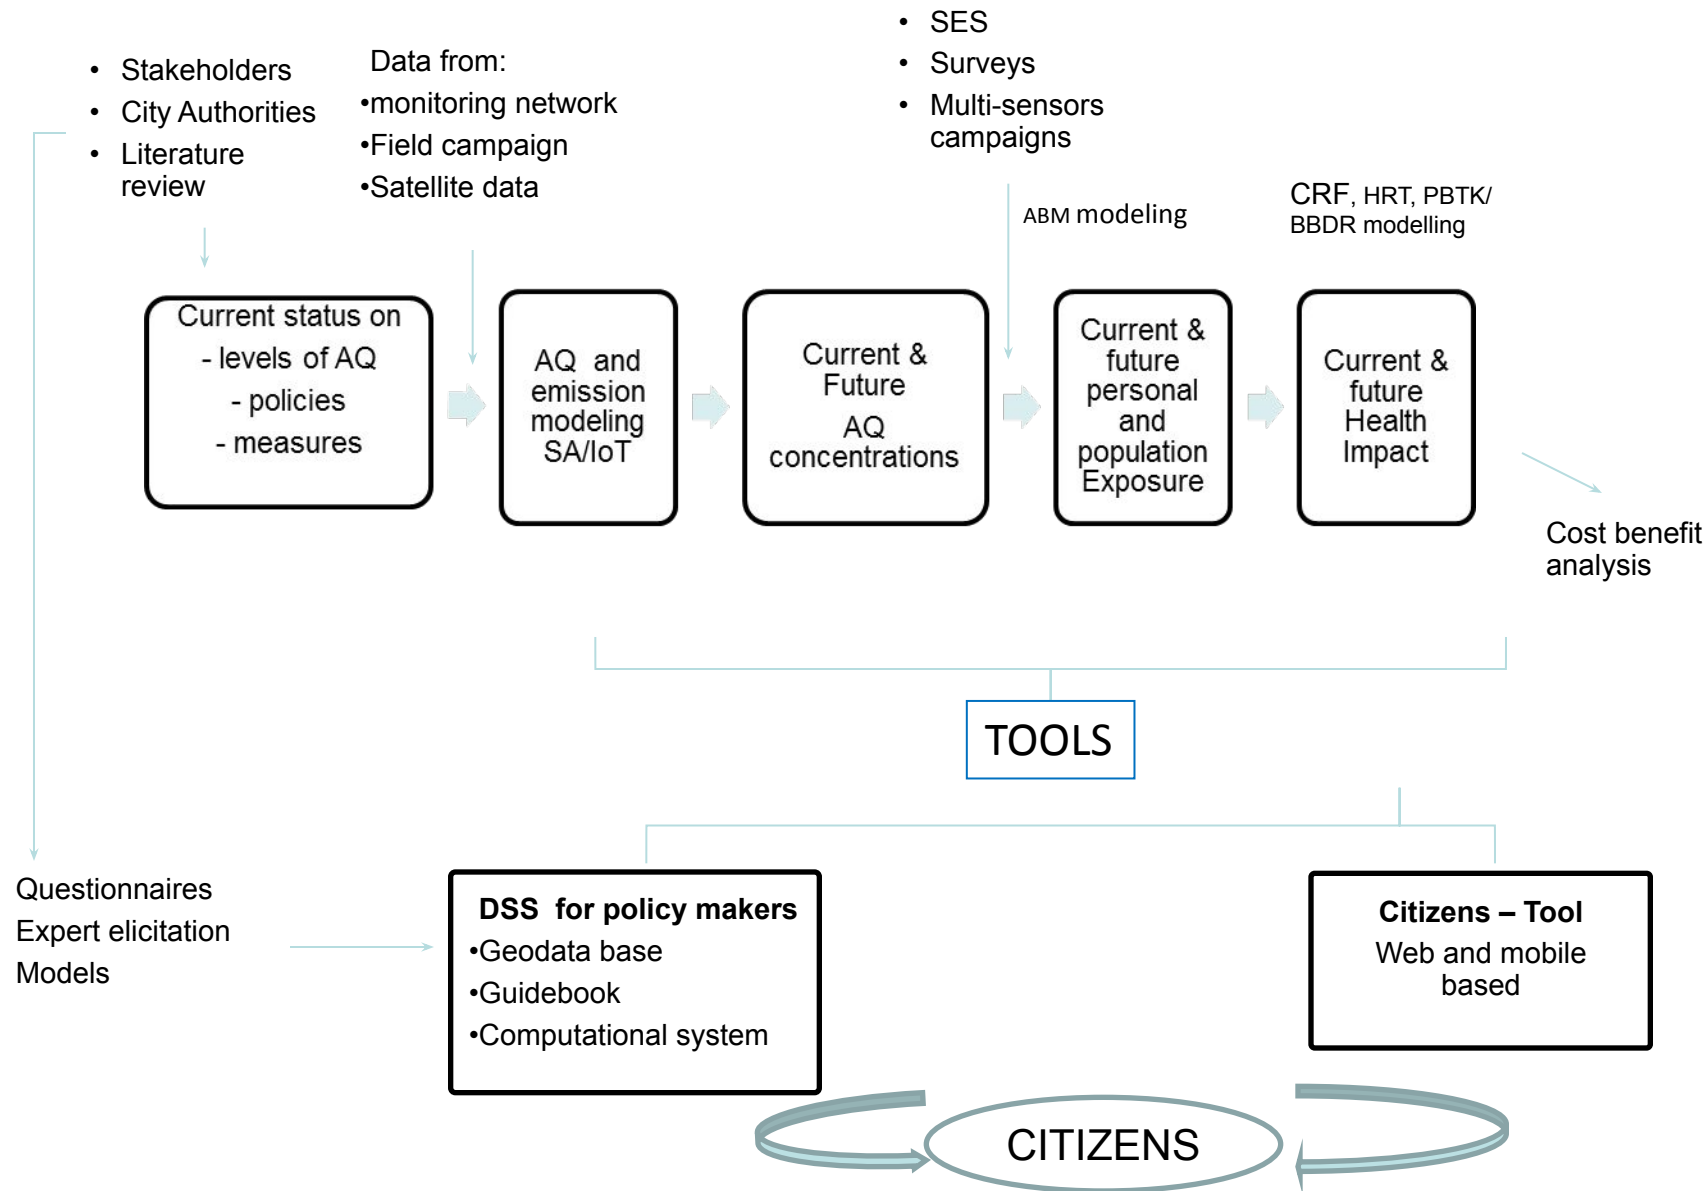 • Stakeholders
• City Authorities
• Literature
review
Data from:
•monitoring network
•Field campaign
•Satellite data
• SES
• Surveys
• Multi-sensors
campaigns
ABM modeling
CRF, HRT, PBTK/
BBDR modelling
Current status on
- levels of AQ
- policies
- measures
AQ and
emission
modeling
SA/IoT
Current &
Future
AQ
concentrations
Current &
future
personal
and
population
Exposure
Current &
future
Health
Impact
Cost benefit
analysis
TOOLS
Questionnaires
Expert elicitation
Models
DSS for policy makers
•Geodata base
•Guidebook
•Computational system
Citizens – Tool
Web and mobile
based
CITIZENS